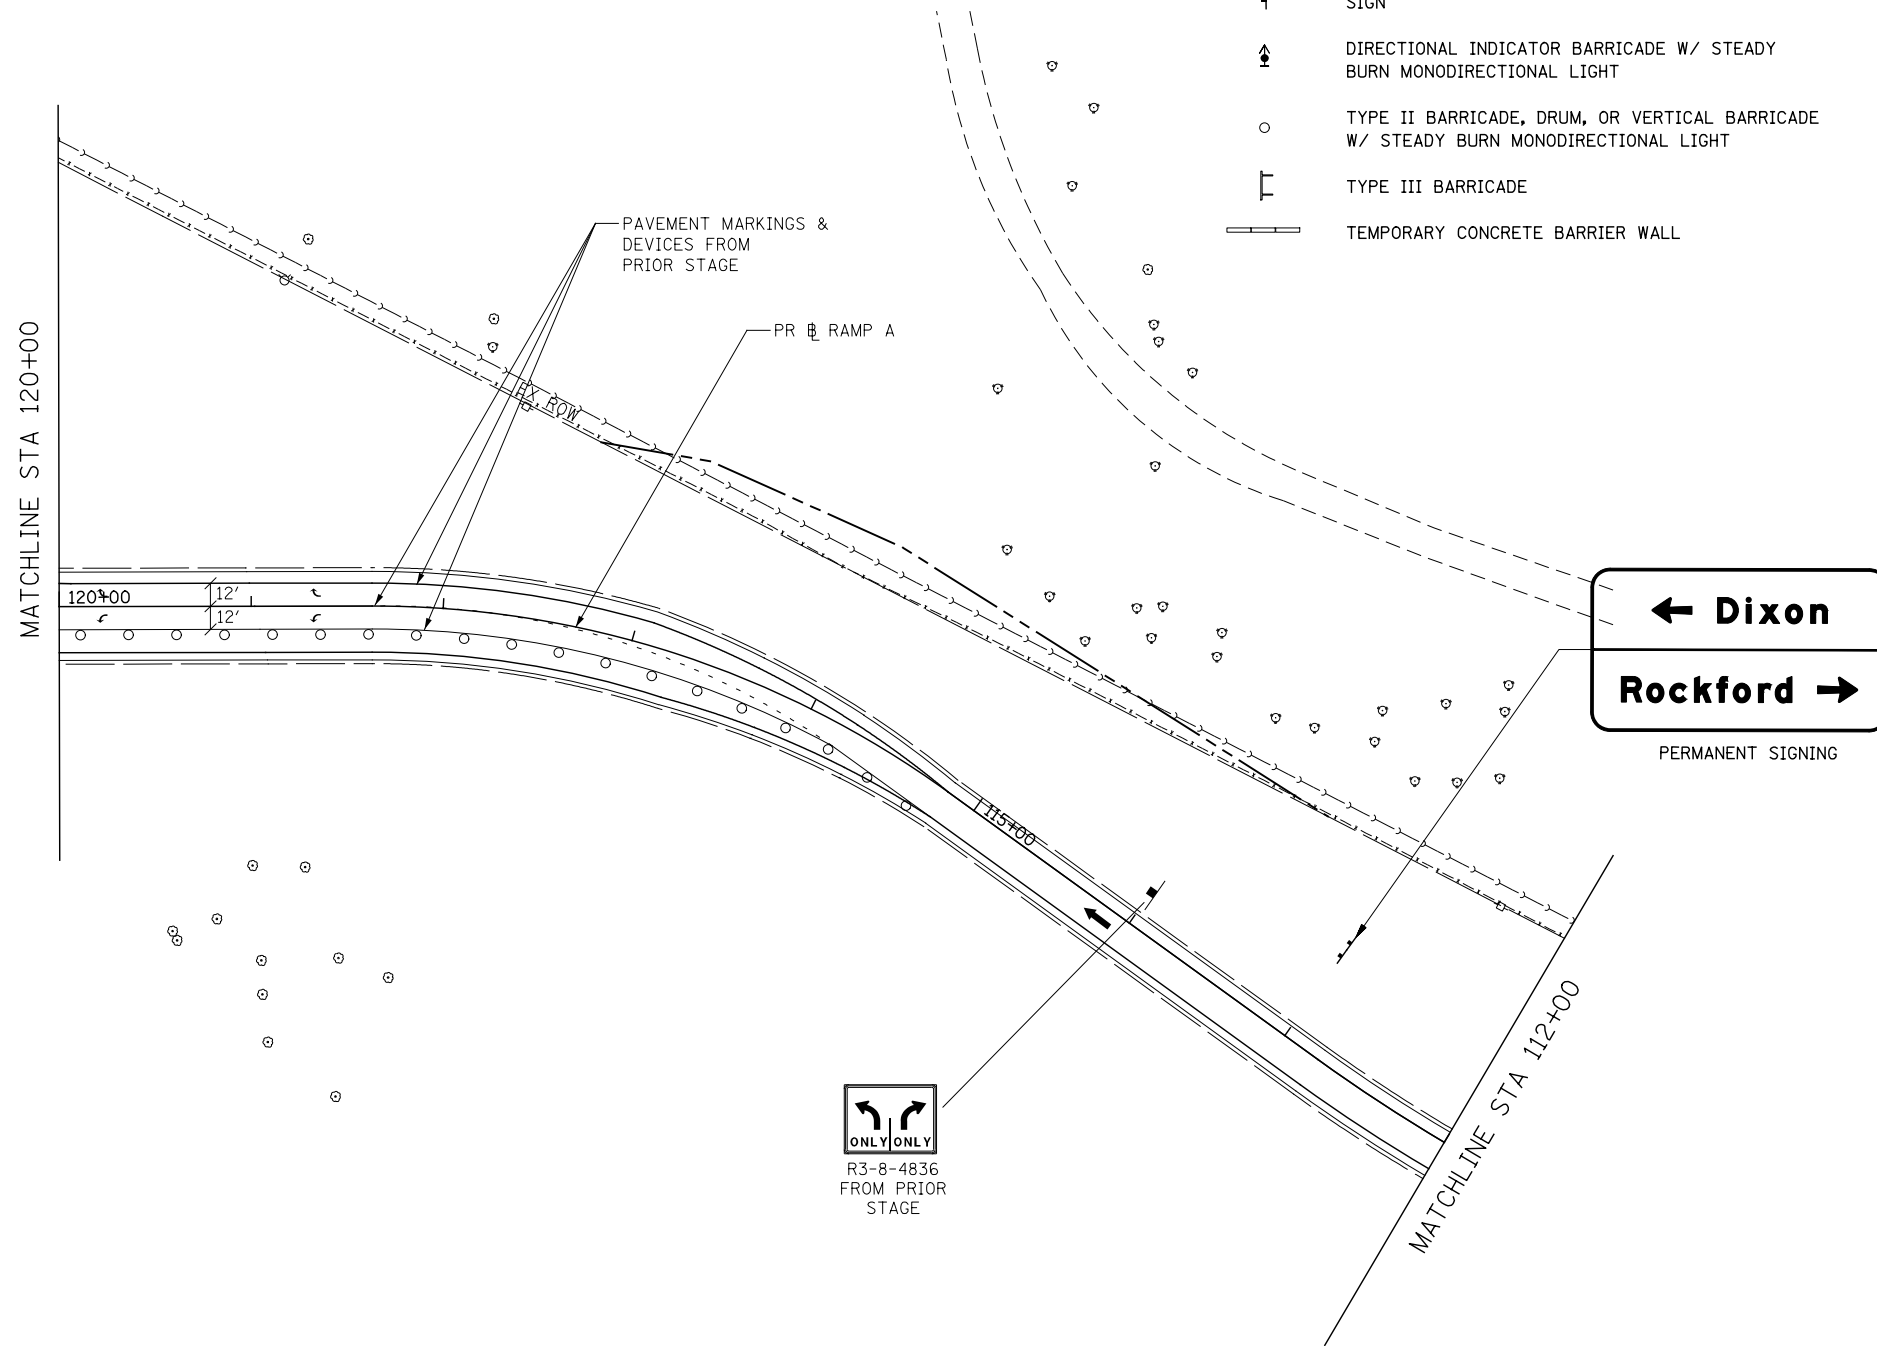 SIGN
DIRECTIONAL INDICATOR BARRICADE W/ STEADY
BURN MONODIRECTIONAL LIGHT
TYPE II BARRICADE, DRUM, OR VERTICAL BARRICADE
W/ STEADY BURN MONODIRECTIONAL LIGHT
TYPE III BARRICADE
TEMPORARY CONCRETE BARRIER WALL
PAVEMENT MARKINGS &
DEVICES FROM
PRIOR STAGE
PR BL RAMP A
MATCHLINE STA 120+00
EX ROW
120+00
12'
12'
← Dixon
Rockford →
PERMANENT SIGNING
115+00
MATCHLINE STA 112+00
ONLY ONLY
R3-8-4836
FROM PRIOR
STAGE